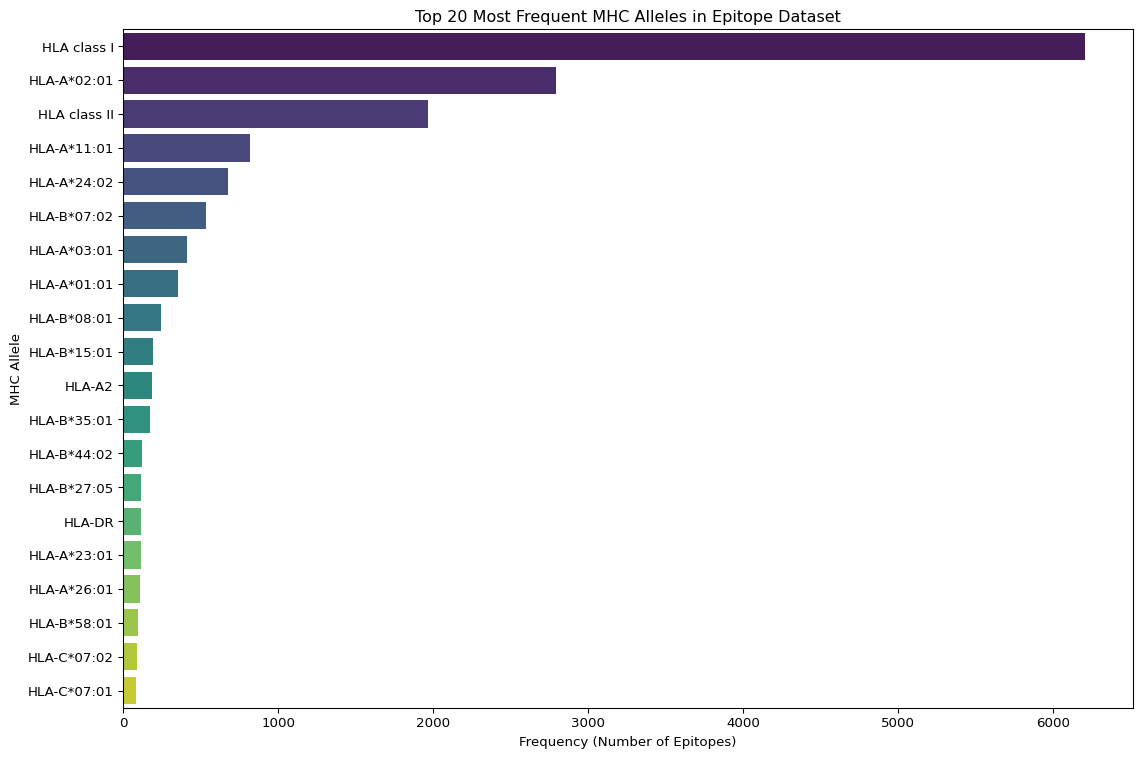 Top 20 Most Frequent MHC Alleles in Epitope Dataset
MHC Allele
HLA class I
HLA-A*02:01
HLA class II
HLA-A*11:01
HLA-A*24:02
HLA-B*07:02
HLA-A*03:01
HLA-A*01:01
HLA-B*08:01
HLA-B*15:01
HLA-A2
HLA-B*35:01
HLA-B*44:02
HLA-B*27:05
HLA-DR
HLA-A*23:01
HLA-A*26:01
HLA-B*58:01
HLA-C*07:02
HLA-C*07:01
0 1000 2000 3000 4000 5000 6000
Frequency (Number of Epitopes)